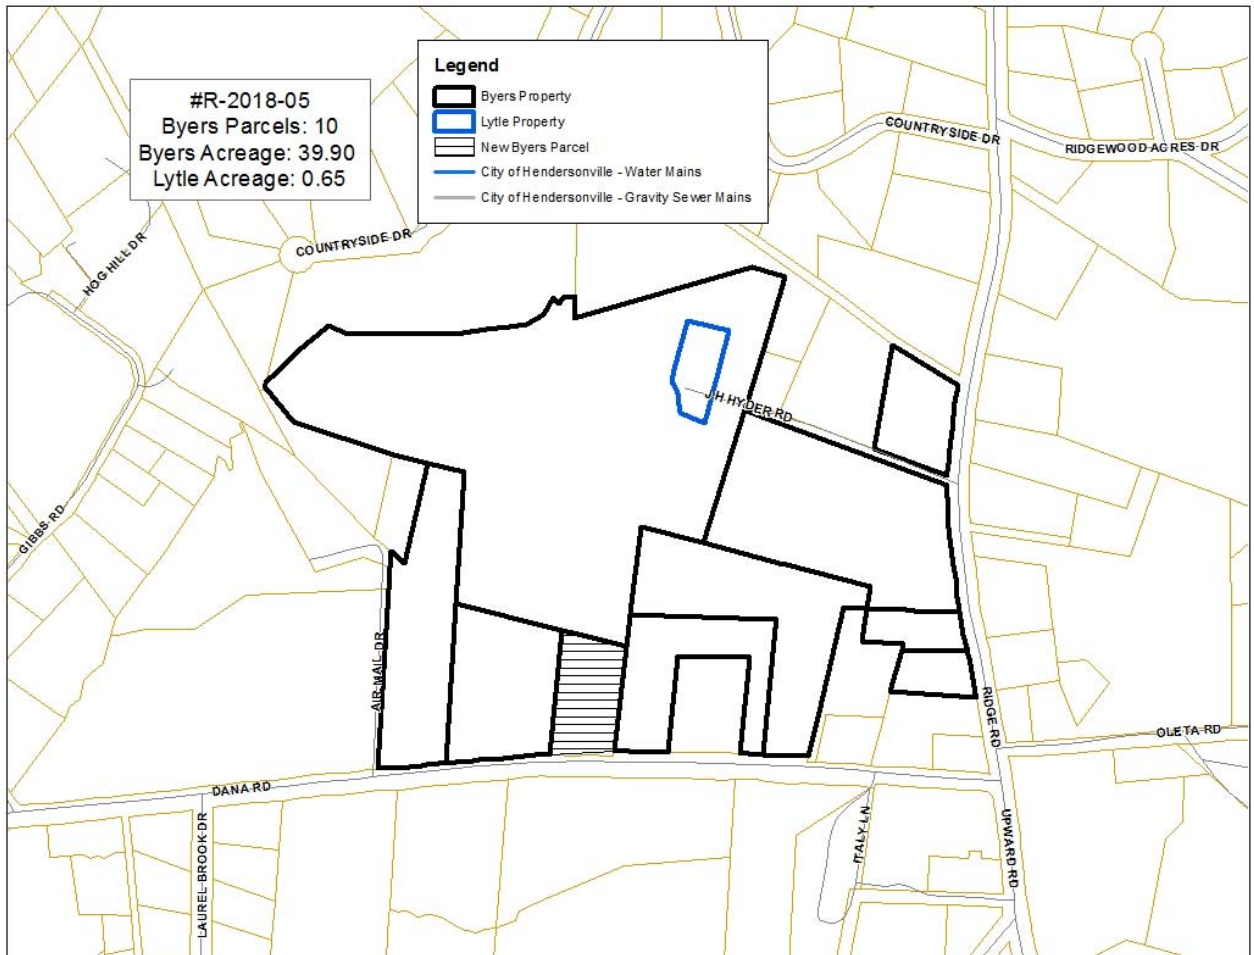 #R-2018-05
Byers Parcels: 10
Byers Acreage: 39.90
Lytle Acreage: 0.65
Legend
Byers Property
Lytle Property
New Byers Parcel
City of Hendersonville - Water Mains
City of Hendersonville - Gravity Sewer Mains
COUNTRYSIDE DR
RIDGEWOOD ACRES DR
COUNTRYSIDE DR
HOG HILL DR
J H HYDER RD
GIBBS RD
AIR MAIL DR
RIDGE RD
OLETA RD
DANA RD
LAUREL BROOK DR
ITALY LN
UPWARD RD